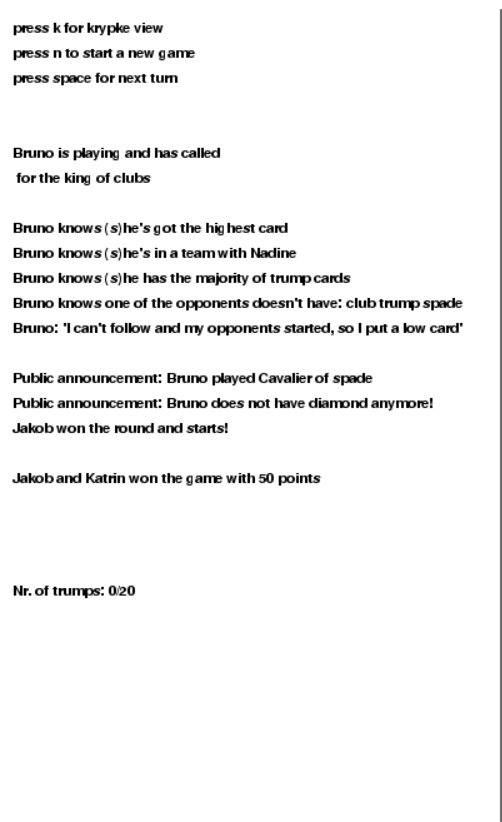 press k for krypke view
press n to start a new game
press space for next turn
Bruno is playing and has called
for the king of clubs
Bruno knows (s)he's got the highest card
Bruno knows (s)he's in a team with Nadine
Bruno knows (s)he has the majority of trump cards
Bruno knows one of the opponents doesn't have: club trump spade
Bruno: 'I can't follow and my opponents started, so I put a low card'
Public announcement: Bruno played Cavalier of spade
Public announcement: Bruno does not have diamond anymore!
Jakob won the round and starts!
Jakob and Katrin won the game with 50 points
Nr. of trumps: 0/20